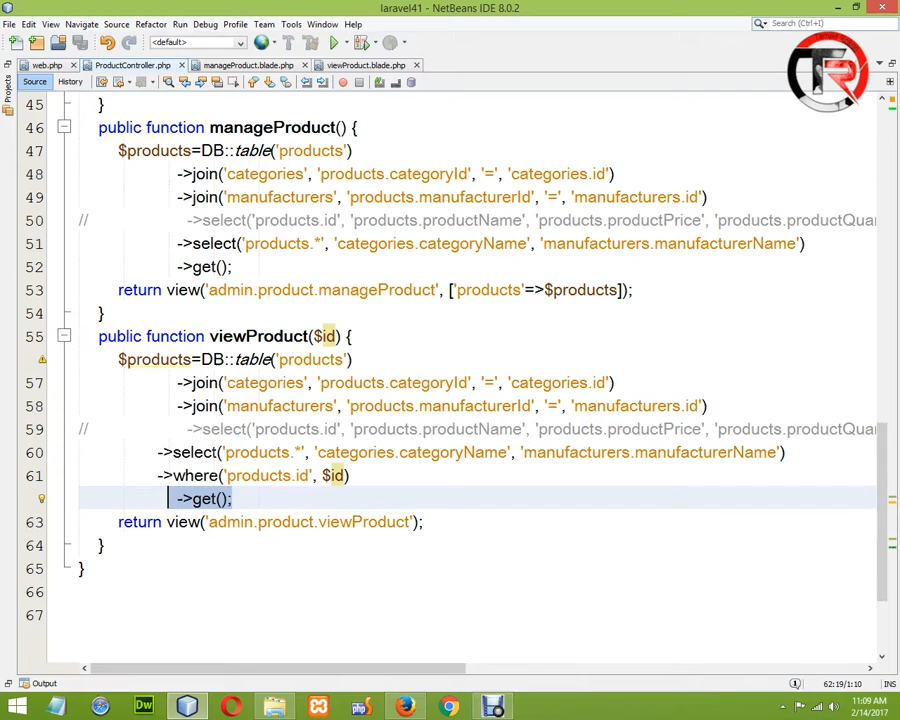 laravel41 - NetBeans IDE 8.0.2
File Edit View Navigate Source Refactor Run Debug Profile Team Tools Window Help
<default>
Search (Ctrl+I)
web.php ProductController.php manageProduct.blade.php viewProduct.blade.php
Projects
Source History
45 }
46 public function manageProduct() {
47 $products=DB::table('products')
48 ->join('categories', 'products.categoryId', '=', 'categories.id')
49 ->join('manufacturers', 'products.manufacturerId', '=', 'manufacturers.id')
50 // ->select('products.id', 'products.productName', 'products.productPrice', 'products.productQuan
51 ->select('products.*', 'categories.categoryName', 'manufacturers.manufacturerName')
52 ->get();
53 return view('admin.product.manageProduct', ['products'=>$products]);
54 }
55 public function viewProduct($id) {
$products=DB::table('products')
57 ->join('categories', 'products.categoryId', '=', 'categories.id')
58 ->join('manufacturers', 'products.manufacturerId', '=', 'manufacturers.id')
59 // ->select('products.id', 'products.productName', 'products.productPrice', 'products.productQuan
60 ->select('products.*', 'categories.categoryName', 'manufacturers.manufacturerName')
61 ->where('products.id', $id)
->get();
63 return view('admin.product.viewProduct');
64 }
65 }
66
67
Output
62:19/1:10 INS
Dw
php
11:09 AM
2/14/2017